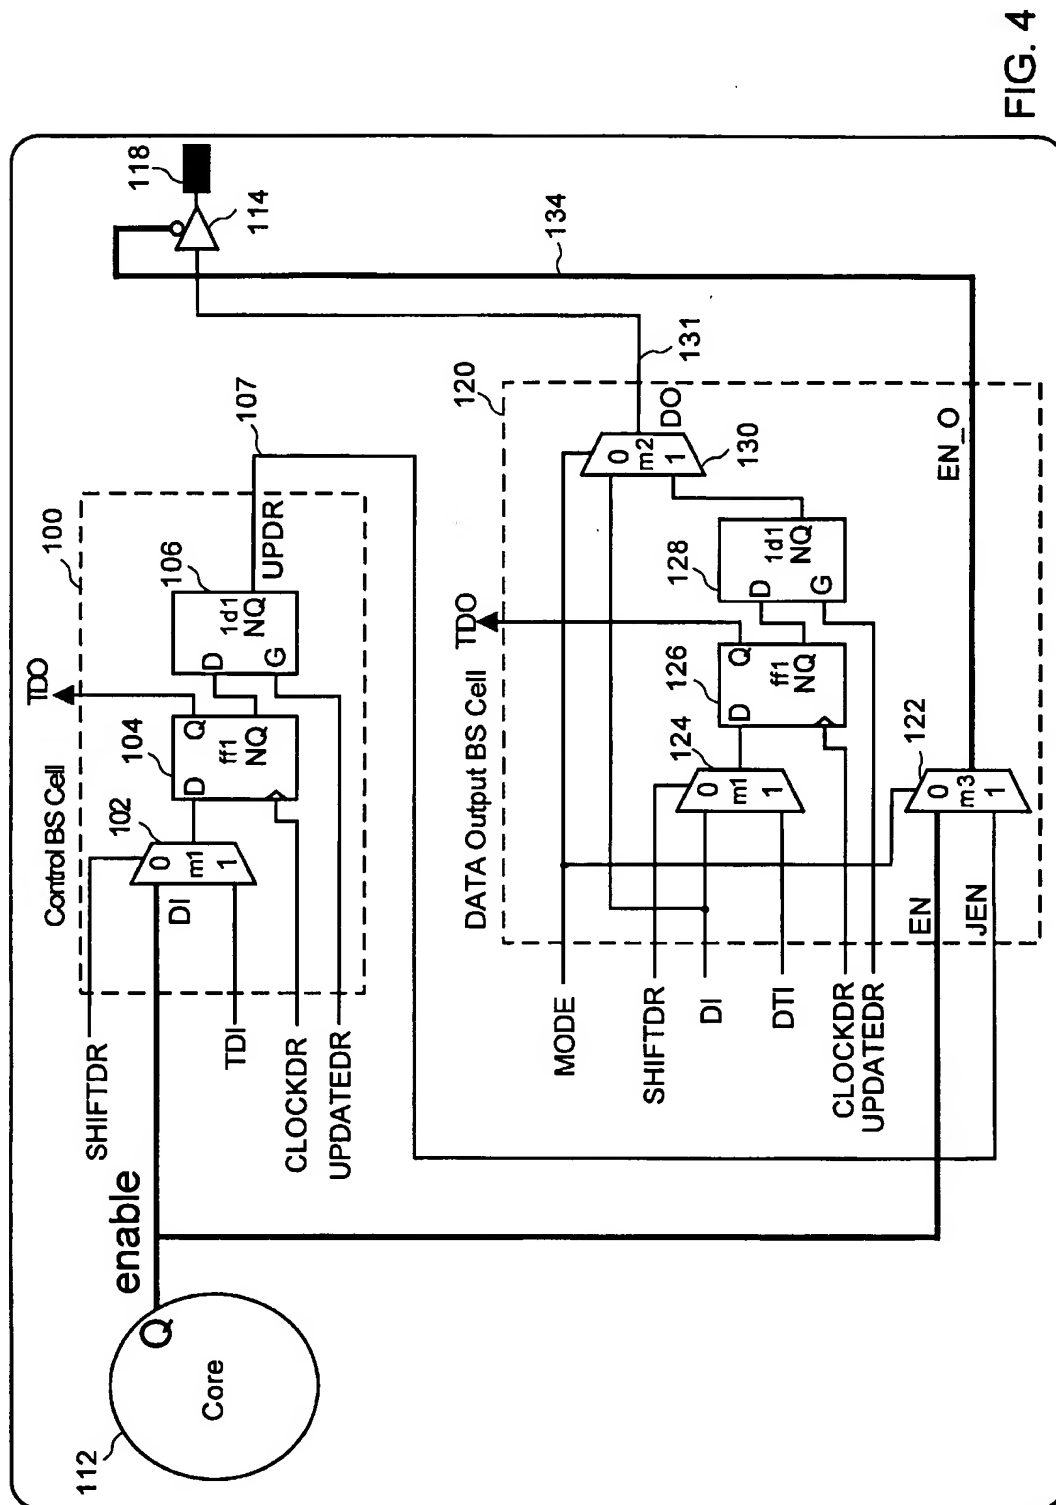 FIG. 4
118
114
134
107
131
100
TDO
Control BS Cell
106
1d1
UPDR
D
NQ
G
104
Q
D
ff1
NQ
102
0
m1
1
DI
SHIFTDR
TDI
CLOCKDR
UPDATEDR
enable
Q
Core
112
120
TDO
DATA Output BS Cell
0
m2
1
DO
130
128
1d1
D
NQ
G
126
Q
D
ff1
NQ
124
0
m1
1
122
0
m3
1
EN_O
EN
JEN
MODE
SHIFTDR
DI
DTI
CLOCKDR
UPDATEDR